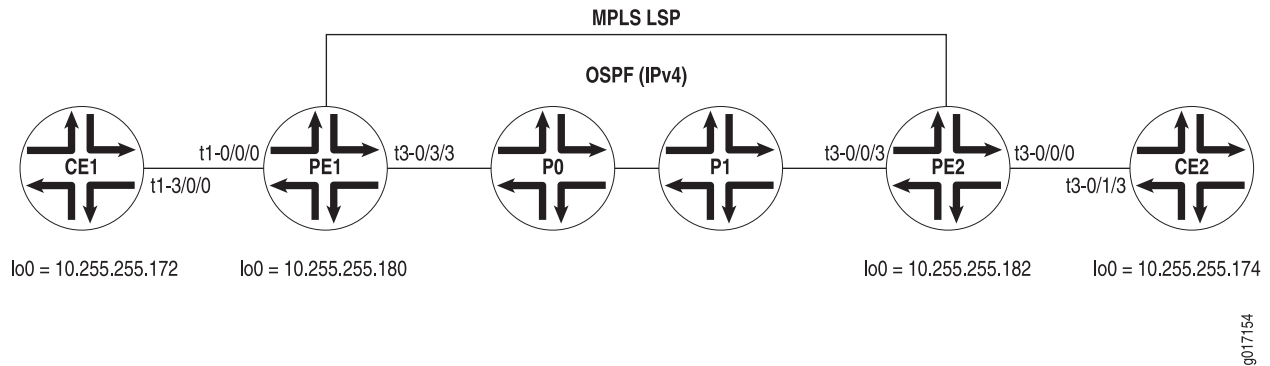 MPLS LSP
OSPF (IPv4)
CE1
t1-3/0/0
t1-0/0/0
PE1
t3-0/3/3
P0
P1
t3-0/0/3
PE2
t3-0/0/0
t3-0/1/3
CE2
lo0 = 10.255.255.172
lo0 = 10.255.255.180
lo0 = 10.255.255.182
lo0 = 10.255.255.174
g017154